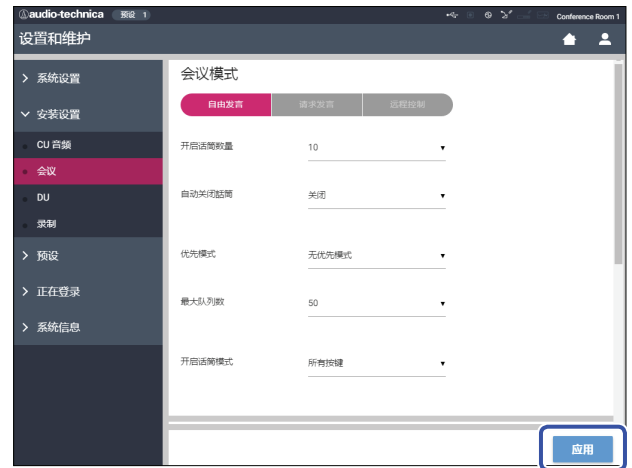 audio-technica 预设 1 Conference Room 1
设置和维护
系统设置
安装设置
CU 音频
会议
DU
录制
预设
正在登录
系统信息
会议模式
自由发言 请求发言 远程控制
开启话筒数量 10
自动关闭話筒 关闭
优先模式 无优先模式
最大队列数 50
开启话筒模式 所有按键
应用